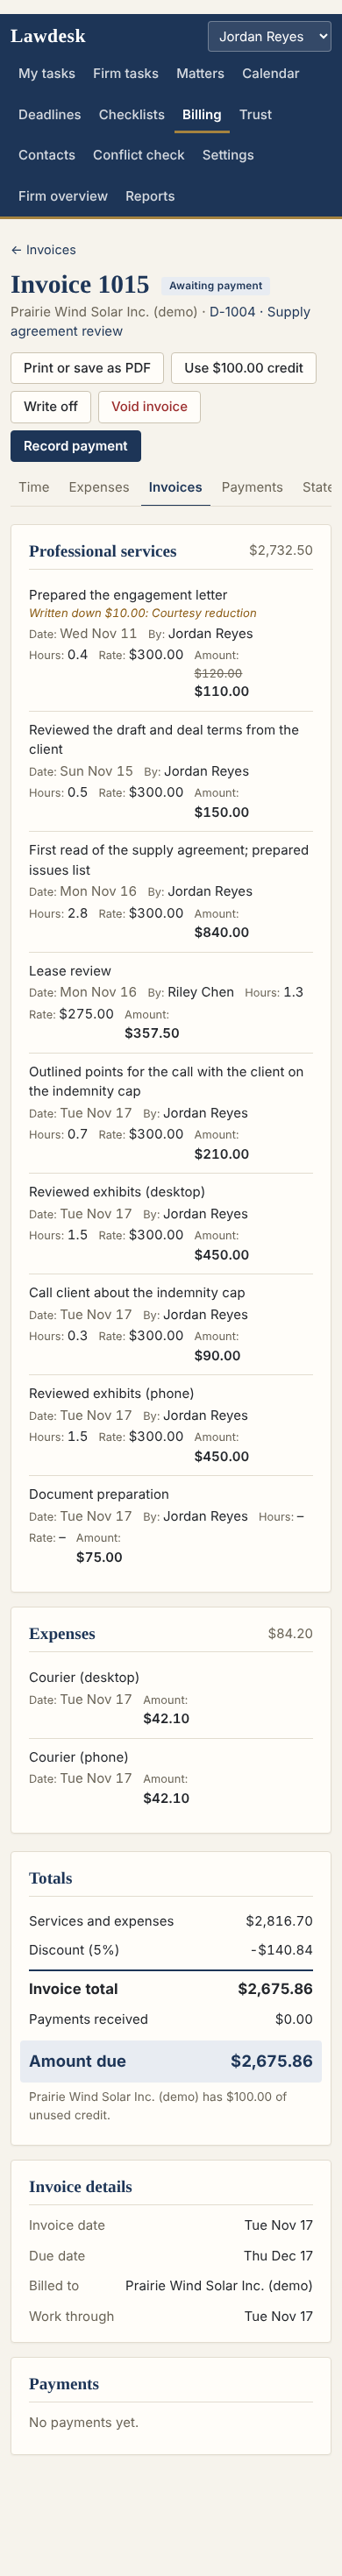 Lawdesk
Jordan Reyes
My tasks Firm tasks Matters Calendar
Deadlines Checklists Billing Trust
Contacts Conflict check Settings
Firm overview Reports
← Invoices
Invoice 1015 Awaiting payment
Prairie Wind Solar Inc. (demo) · D-1004 · Supply
agreement review
Print or save as PDF Use $100.00 credit
Write off Void invoice
Record payment
Time Expenses Invoices Payments State
Professional services $2,732.50
Prepared the engagement letter
Written down $10.00: Courtesy reduction
Date: Wed Nov 11 By: Jordan Reyes
Hours: 0.4 Rate: $300.00 Amount:
$120.00
$110.00
Reviewed the draft and deal terms from the
client
Date: Sun Nov 15 By: Jordan Reyes
Hours: 0.5 Rate: $300.00 Amount:
$150.00
First read of the supply agreement; prepared
issues list
Date: Mon Nov 16 By: Jordan Reyes
Hours: 2.8 Rate: $300.00 Amount:
$840.00
Lease review
Date: Mon Nov 16 By: Riley Chen Hours: 1.3
Rate: $275.00 Amount:
$357.50
Outlined points for the call with the client on
the indemnity cap
Date: Tue Nov 17 By: Jordan Reyes
Hours: 0.7 Rate: $300.00 Amount:
$210.00
Reviewed exhibits (desktop)
Date: Tue Nov 17 By: Jordan Reyes
Hours: 1.5 Rate: $300.00 Amount:
$450.00
Call client about the indemnity cap
Date: Tue Nov 17 By: Jordan Reyes
Hours: 0.3 Rate: $300.00 Amount:
$90.00
Reviewed exhibits (phone)
Date: Tue Nov 17 By: Jordan Reyes
Hours: 1.5 Rate: $300.00 Amount:
$450.00
Document preparation
Date: Tue Nov 17 By: Jordan Reyes Hours: –
Rate: – Amount:
$75.00
Expenses $84.20
Courier (desktop)
Date: Tue Nov 17 Amount:
$42.10
Courier (phone)
Date: Tue Nov 17 Amount:
$42.10
Totals
Services and expenses $2,816.70
Discount (5%) -$140.84
Invoice total $2,675.86
Payments received $0.00
Amount due $2,675.86
Prairie Wind Solar Inc. (demo) has $100.00 of
unused credit.
Invoice details
Invoice date Tue Nov 17
Due date Thu Dec 17
Billed to Prairie Wind Solar Inc. (demo)
Work through Tue Nov 17
Payments
No payments yet.